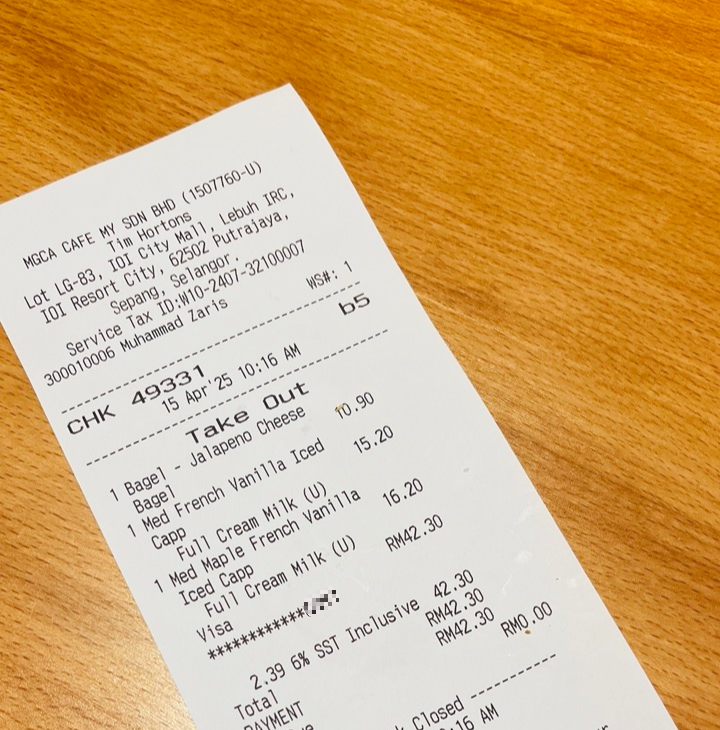 MGCA CAFE MY SDN BHD (1507760-U)
Tim Hortons
Lot LG-83, IOI City Mall, Lebuh IRC,
IOI Resort City, 62502 Putrajaya,
Sepang, Selangor.
Service Tax ID:W10-2407-32100007
300010006 Muhammad Zaris WS#: 1
CHK 49331 b5
15 Apr'25 10:16 AM
Take Out
1 Bagel - Jalapeno Cheese 10.90
Bagel
1 Med French Vanilla Iced 15.20
Capp
Full Cream Milk (U)
1 Med Maple French Vanilla 16.20
Iced Capp
Full Cream Milk (U)
Visa RM42.30
************
2.39 6% SST Inclusive 42.30
Total RM42.30
PAYMENT RM42.30
RM0.00
Closed ----------
:16 AM